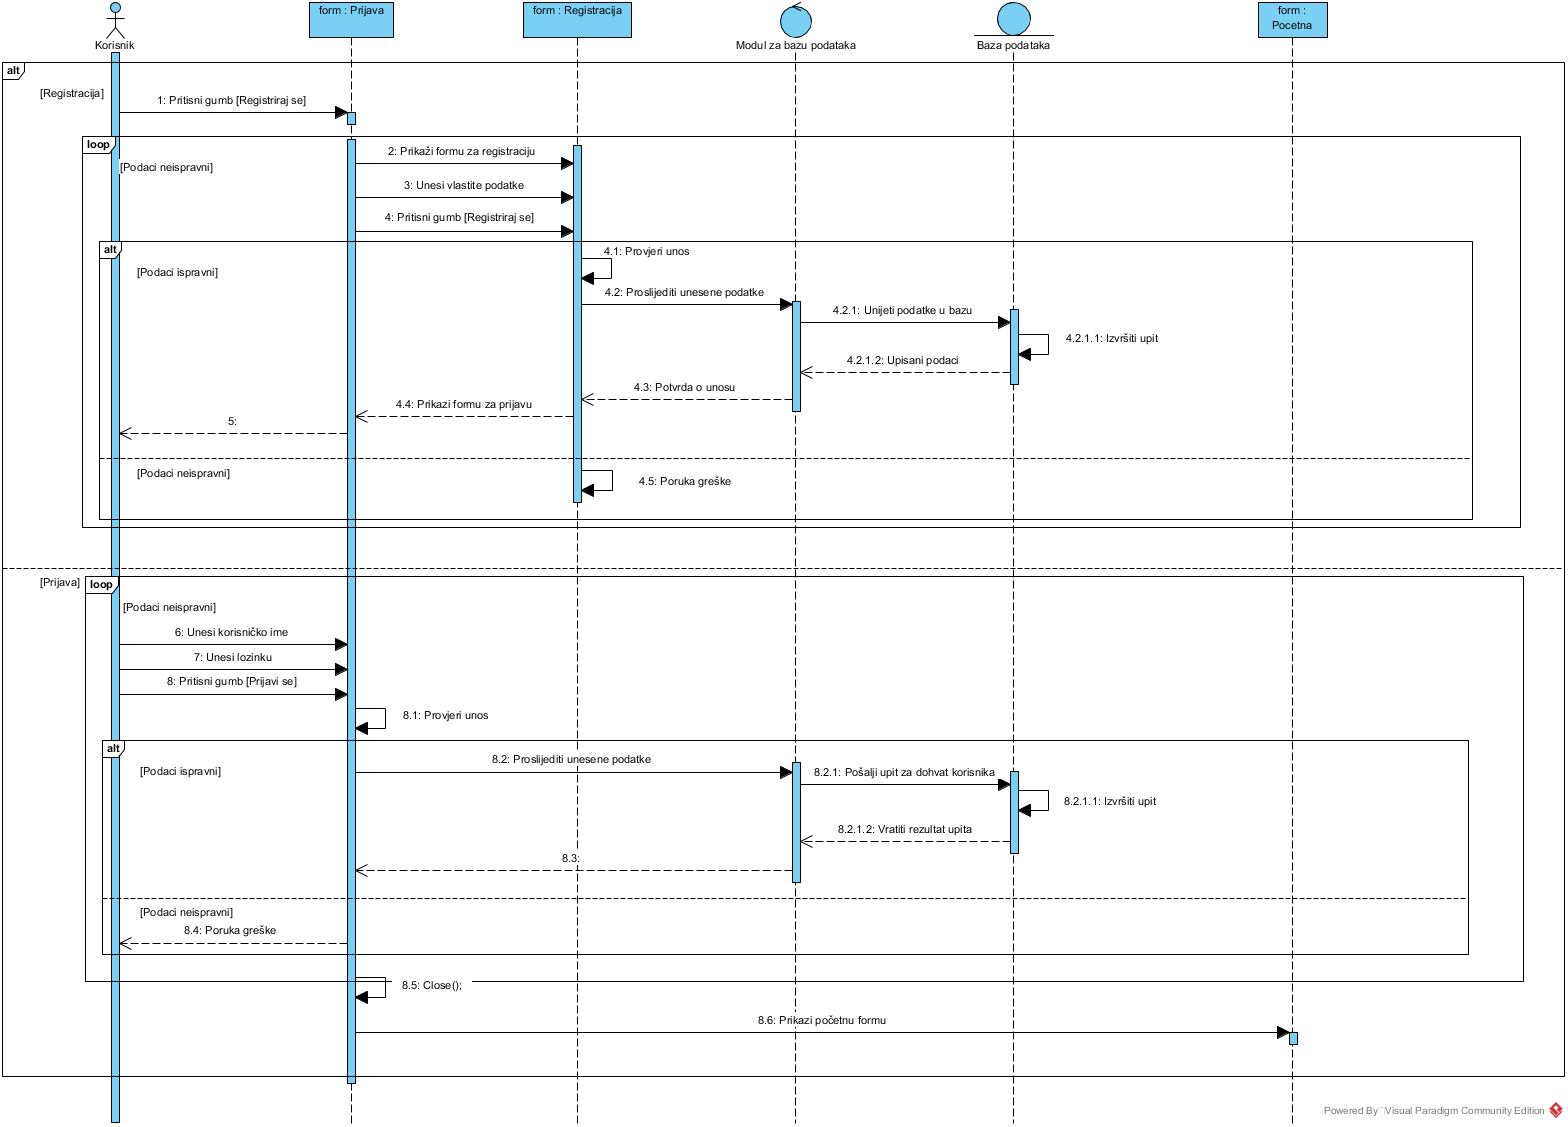 form : Prijava
form : Registracija
form :
Pocetna
Korisnik
Modul za bazu podataka
Baza podataka
alt
[Registracija]
1: Pritisni gumb [Registriraj se]
loop
[Podaci neispravni]
2: Prikaži formu za registraciju
3: Unesi vlastite podatke
4: Pritisni gumb [Registriraj se]
alt
[Podaci ispravni]
4.1: Provjeri unos
4.2: Proslijediti unesene podatke
4.2.1: Unijeti podatke u bazu
4.2.1.1: Izvršiti upit
4.2.1.2: Upisani podaci
4.3: Potvrda o unosu
4.4: Prikazi formu za prijavu
5:
[Podaci neispravni]
4.5: Poruka greške
[Prijava]
loop
[Podaci neispravni]
6: Unesi korisničko ime
7: Unesi lozinku
8: Pritisni gumb [Prijavi se]
8.1: Provjeri unos
alt
[Podaci ispravni]
8.2: Proslijediti unesene podatke
8.2.1: Pošalji upit za dohvat korisnika
8.2.1.1: Izvršiti upit
8.2.1.2: Vratiti rezultat upita
8.3:
[Podaci neispravni]
8.4: Poruka greške
8.5: Close();
8.6: Prikazi početnu formu
Powered By Visual Paradigm Community Edition